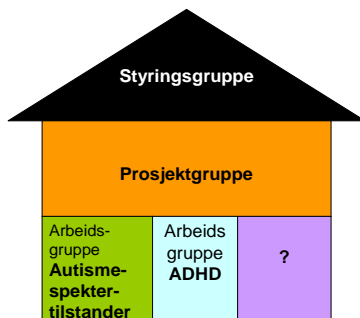 Styringsgruppe
Prosjektgruppe
Arbeids-
gruppe
Autisme-
spekter-
tilstander
Arbeids
gruppe
ADHD
?